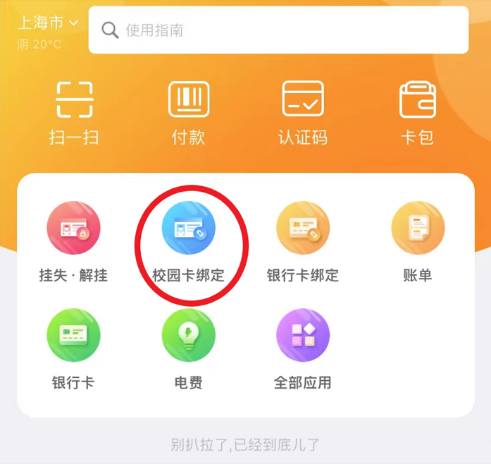 上海市
阴 20°C
使用指南
扫一扫
付款
认证码
卡包
挂失·解挂
校园卡绑定
银行卡绑定
账单
银行卡
电费
全部应用
别扒拉了,已经到底儿了